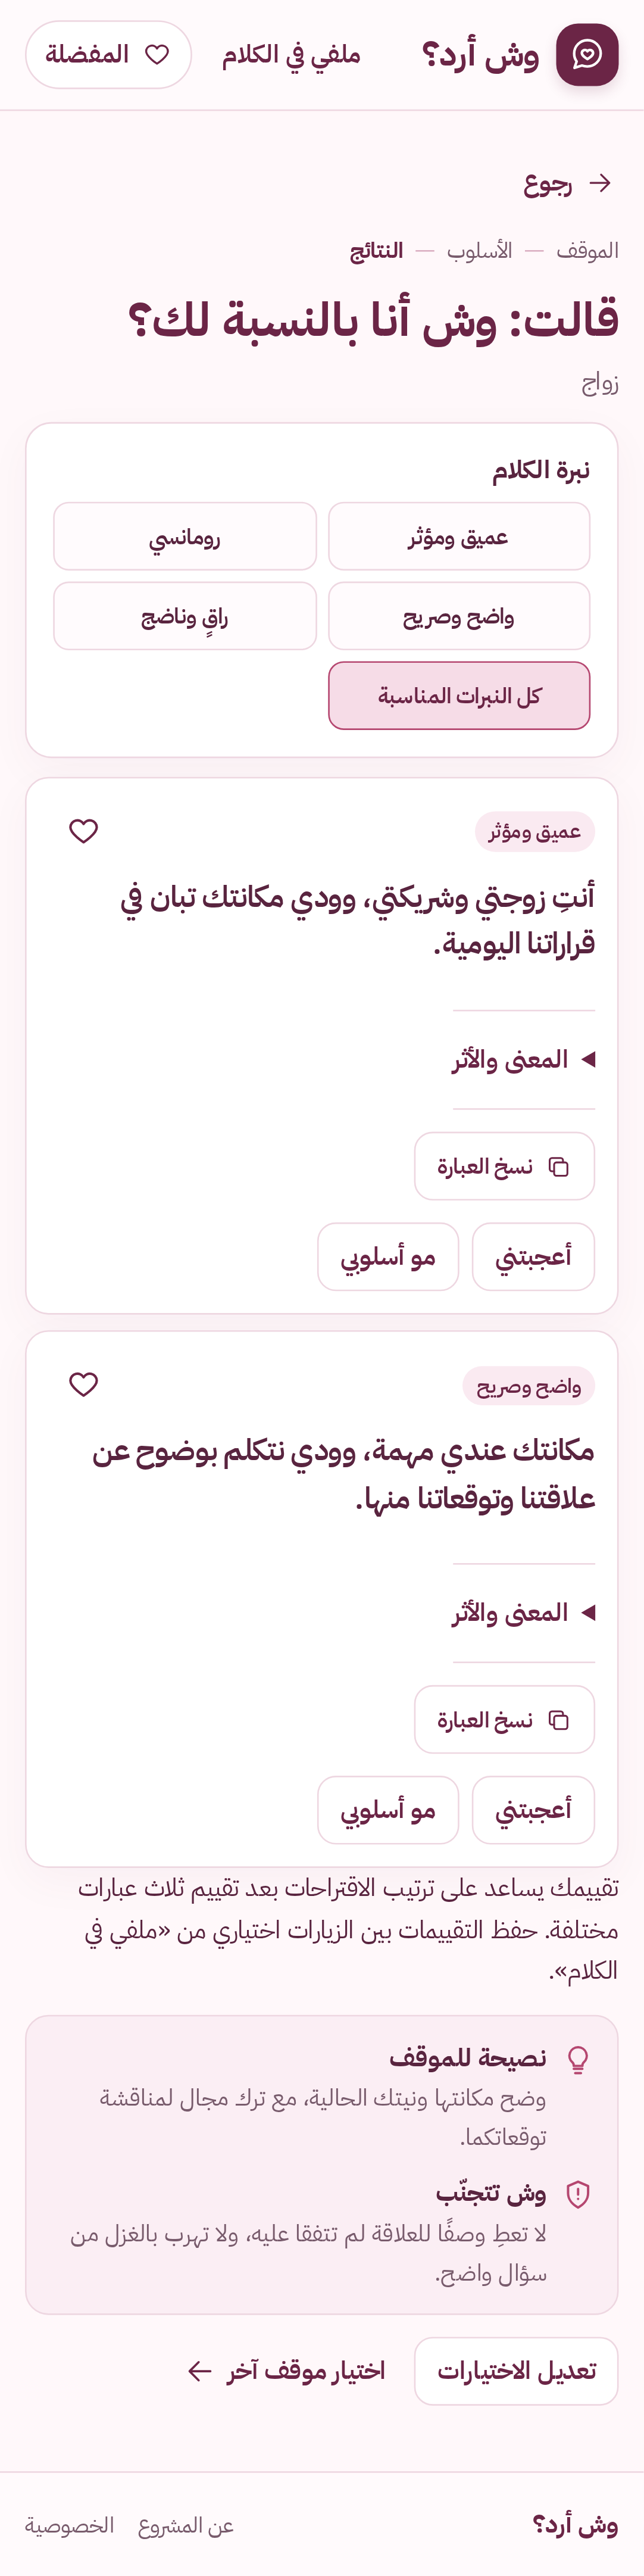 وش أرد؟
ملفي في الكلام
المفضلة
رجوع
الموقف — الأسلوب — النتائج
قالت: وش أنا بالنسبة لك؟
زواج
نبرة الكلام
عميق ومؤثر
رومانسي
واضح وصريح
راقٍ وناضج
كل النبرات المناسبة
عميق ومؤثر
أنتِ زوجتي وشريكتي، وودي مكانتك تبان في
قراراتنا اليومية.
المعنى والأثر
نسخ العبارة
أعجبتني
مو أسلوبي
واضح وصريح
مكانتك عندي مهمة، وودي نتكلم بوضوح عن
علاقتنا وتوقعاتنا منها.
المعنى والأثر
نسخ العبارة
أعجبتني
مو أسلوبي
تقييمك يساعد على ترتيب الاقتراحات بعد تقييم ثلاث عبارات
مختلفة. حفظ التقييمات بين الزيارات اختياري من «ملفي في
الكلام».
نصيحة للموقف
وضح مكانتها ونيتك الحالية، مع ترك مجال لمناقشة
توقعاتكما.
وش تتجنّب
لا تعطِ وصفًا للعلاقة لم تتفقا عليه، ولا تهرب بالغزل من
سؤال واضح.
تعديل الاختيارات
اختيار موقف آخر
وش أرد؟
عن المشروع
الخصوصية